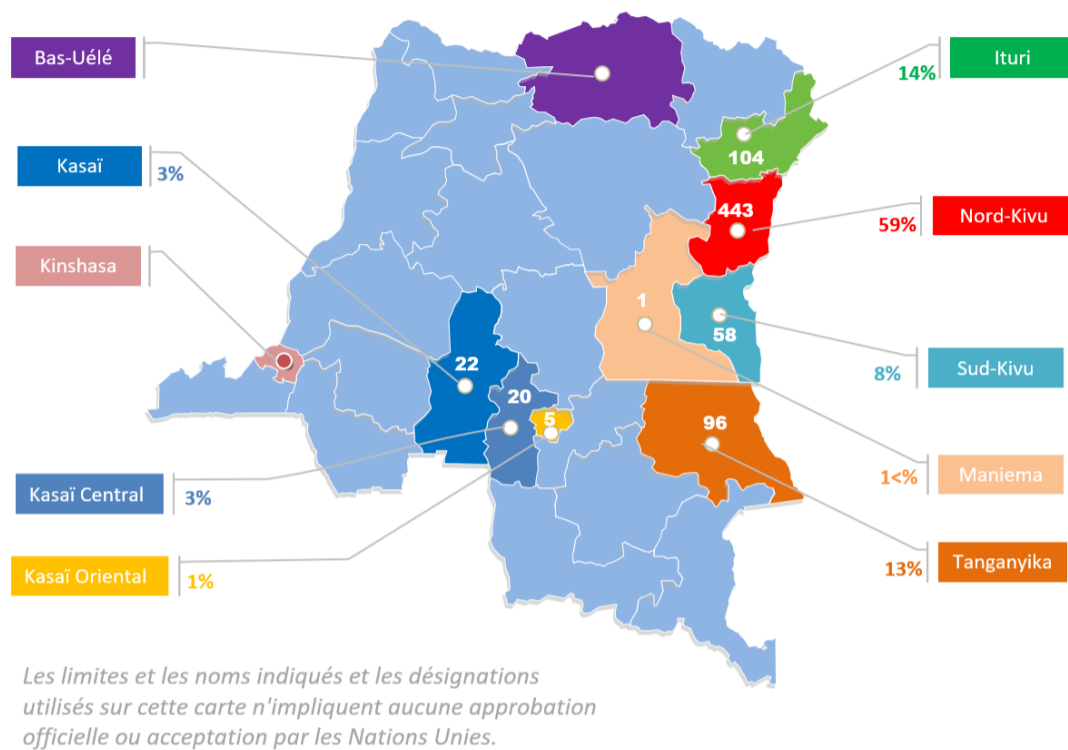 Bas-Uélé
Ituri
14%
104
Kasaï
3%
443
Nord-Kivu
59%
Kinshasa
1
58
Sud-Kivu
8%
22
20
5
96
Maniema
1<%
Kasaï Central
3%
Tanganyika
13%
Kasaï Oriental
1%
Les limites et les noms indiqués et les désignations
utilisés sur cette carte n'impliquent aucune approbation
officielle ou acceptation par les Nations Unies.